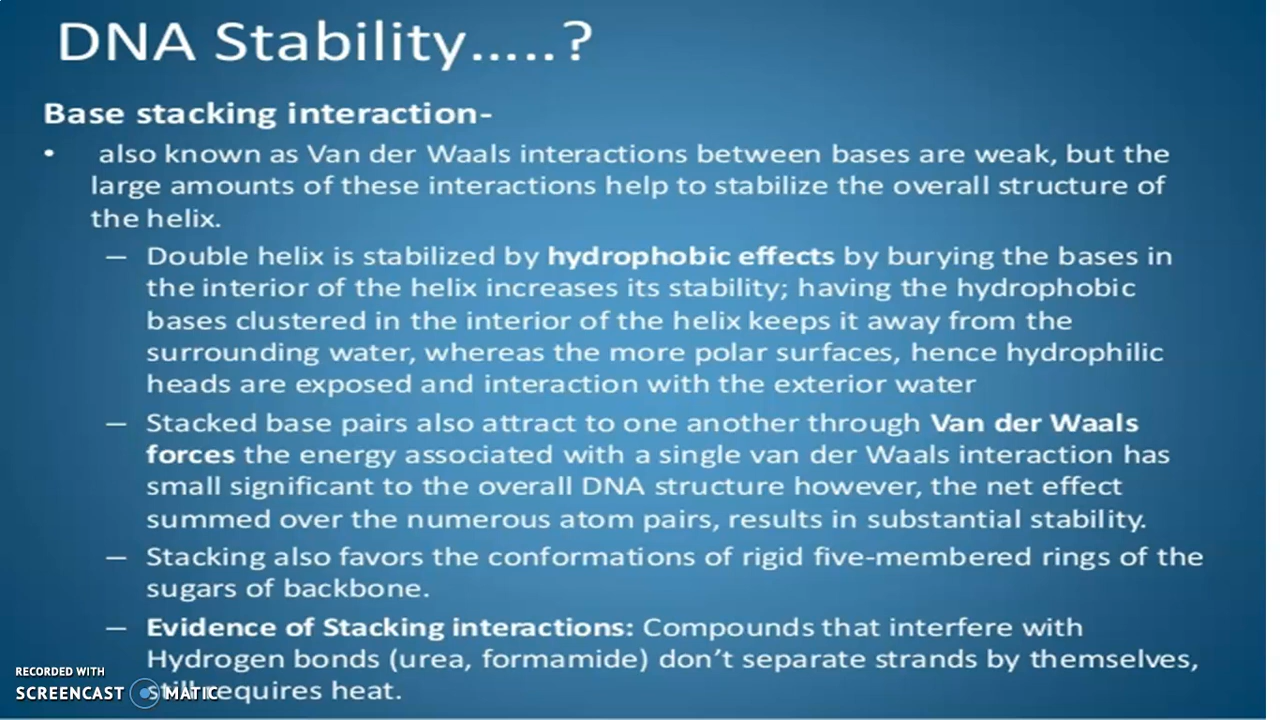 DNA Stability.....?
Base stacking interaction-
• also known as Van der Waals interactions between bases are weak, but the
large amounts of these interactions help to stabilize the overall structure of
the helix.
– Double helix is stabilized by hydrophobic effects by burying the bases in
the interior of the helix increases its stability; having the hydrophobic
bases clustered in the interior of the helix keeps it away from the
surrounding water, whereas the more polar surfaces, hence hydrophilic
heads are exposed and interaction with the exterior water
– Stacked base pairs also attract to one another through Van der Waals
forces the energy associated with a single van der Waals interaction has
small significant to the overall DNA structure however, the net effect
summed over the numerous atom pairs, results in substantial stability.
– Stacking also favors the conformations of rigid five-membered rings of the
sugars of backbone.
– Evidence of Stacking interactions: Compounds that interfere with
Hydrogen bonds (urea, formamide) don't separate strands by themselves,
still requires heat.
RECORDED WITH
SCREENCAST MATIC